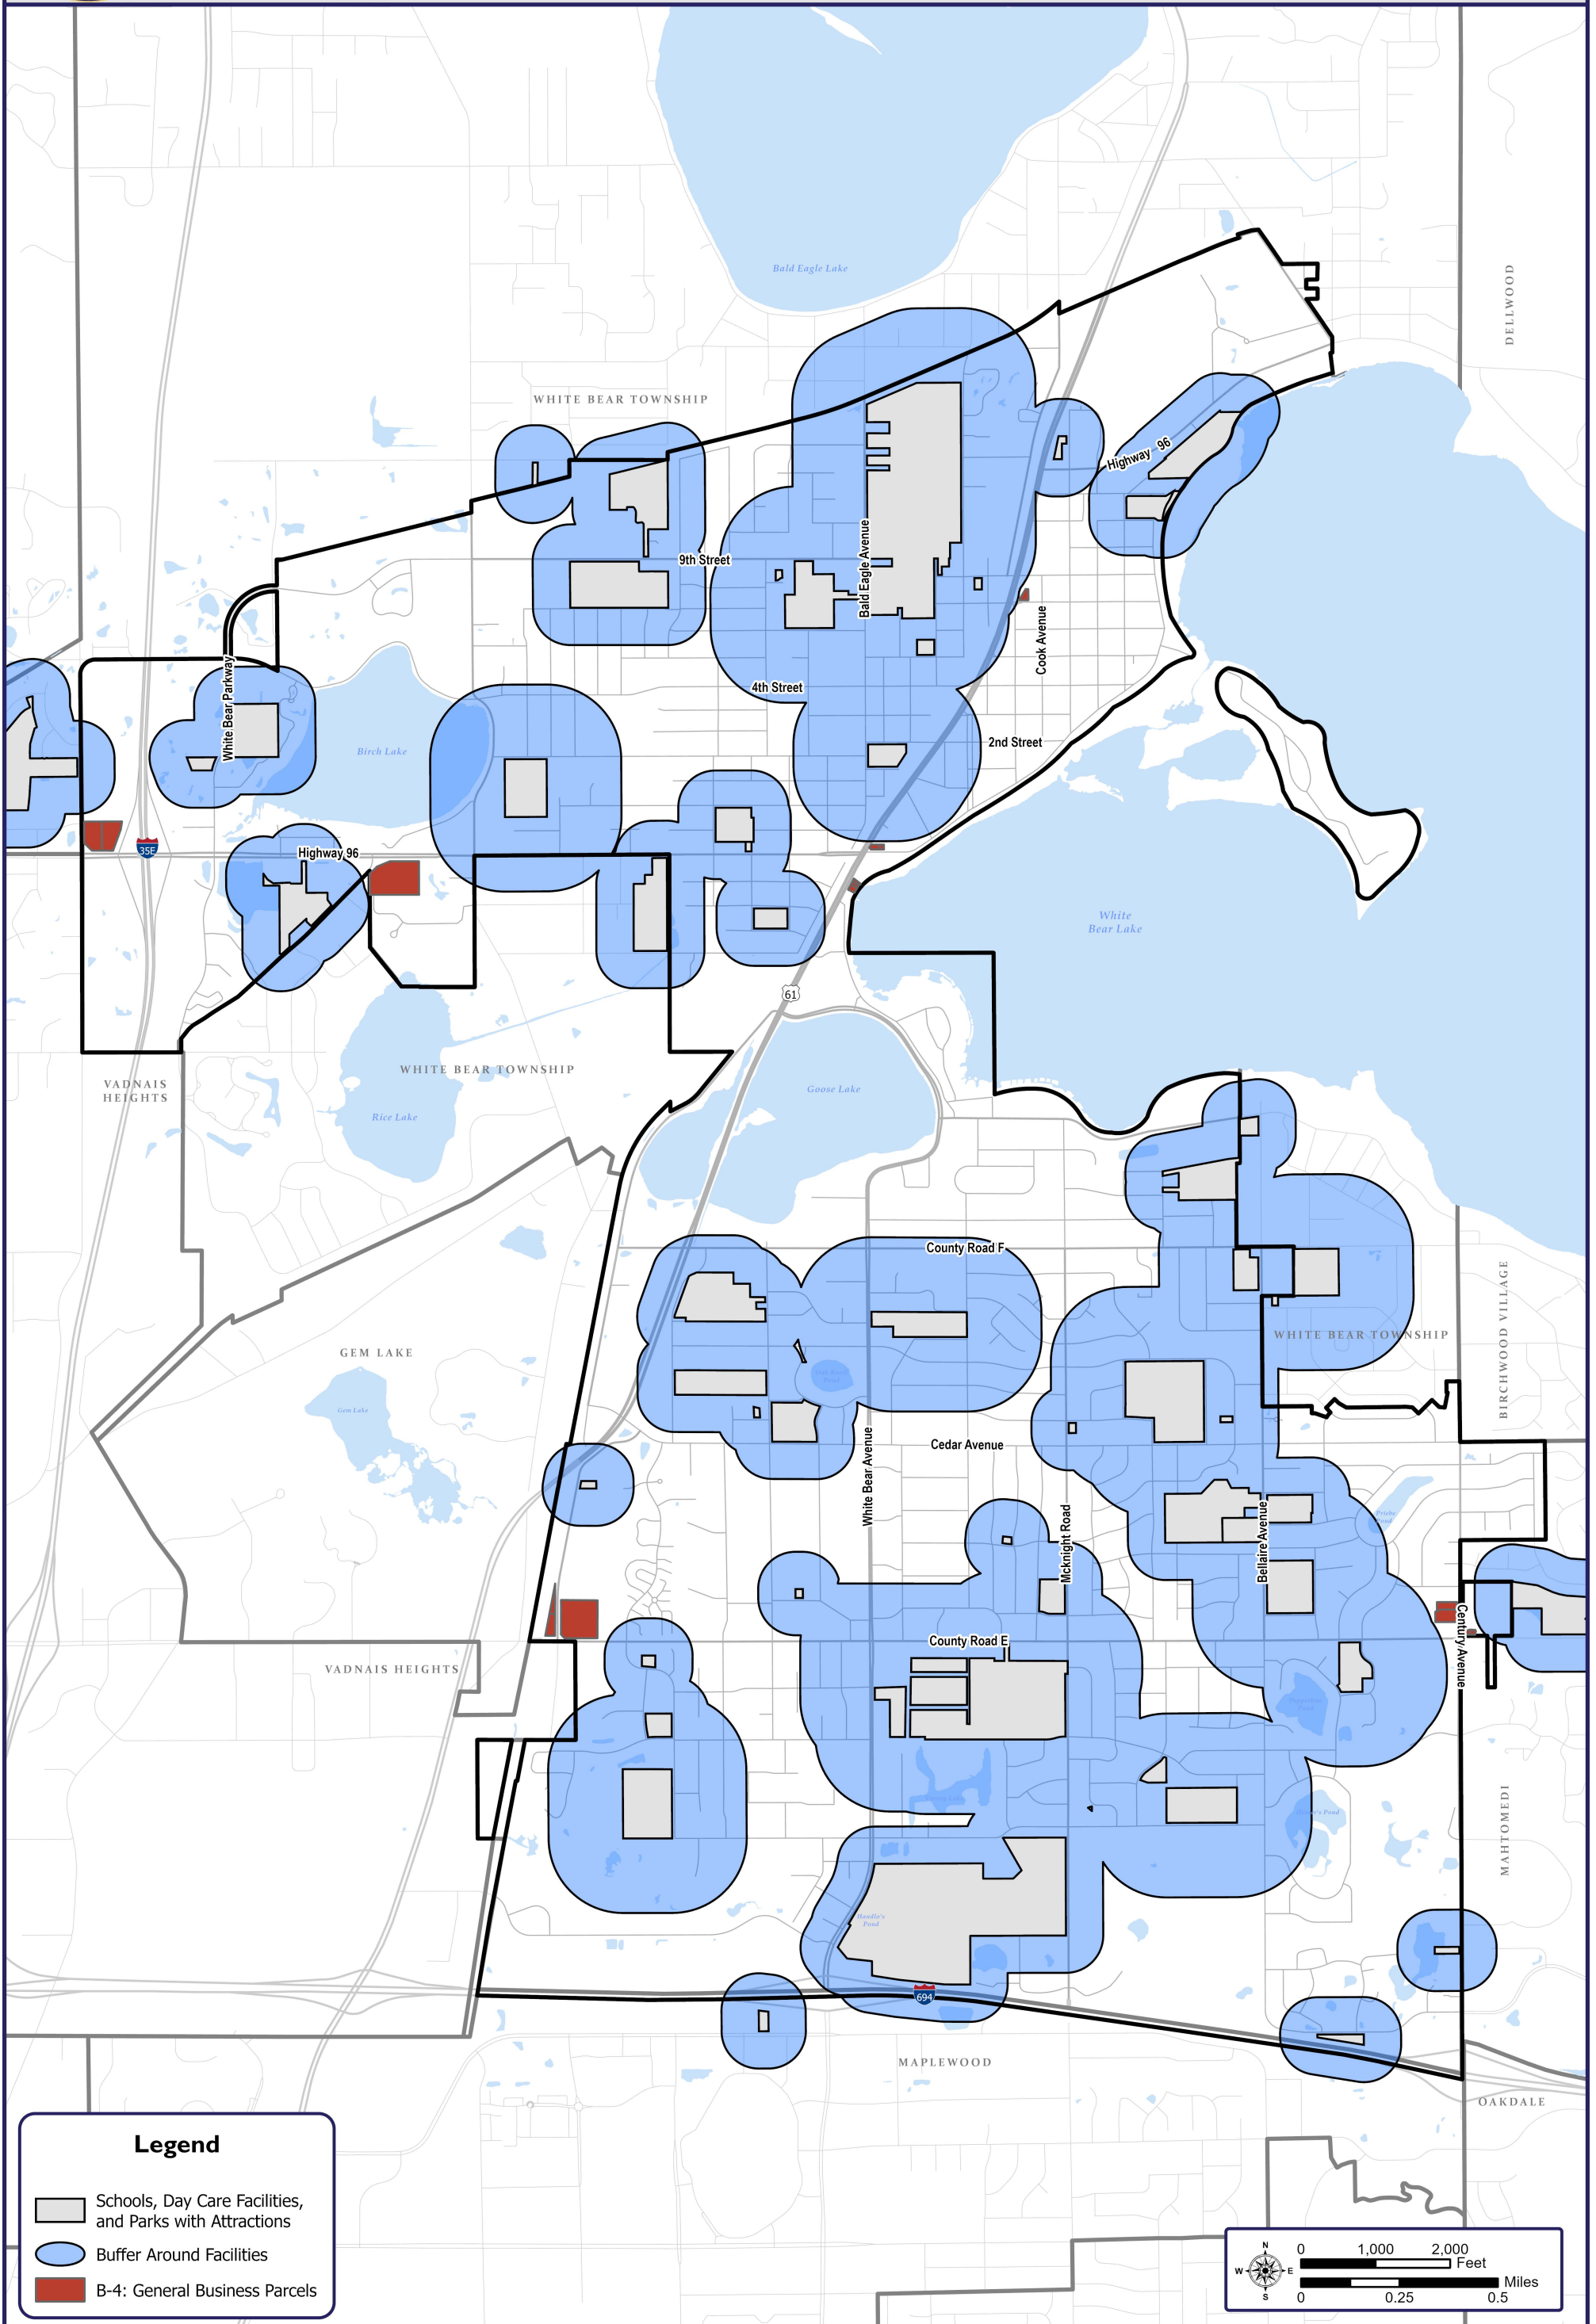 Bald Eagle Lake
DELLWOOD
WHITE BEAR TOWNSHIP
Highway 96
9th Street
Bald Eagle Avenue
Cook Avenue
White Bear Parkway
4th Street
2nd Street
Birch Lake
35E
Highway 96
White
Bear Lake
61
WHITE BEAR TOWNSHIP
VADNAIS
HEIGHTS
Rice Lake
Goose Lake
County Road F
BIRCHWOOD VILLAGE
WHITE BEAR TOWNSHIP
GEM LAKE
Gem Lake
Cedar Avenue
White Bear Avenue
Mcknight Road
Bellaire Avenue
Century Avenue
County Road E
VADNAIS HEIGHTS
MAHTOMEDI
Pond
694
MAPLEWOOD
OAKDALE
Legend
Schools, Day Care Facilities,
and Parks with Attractions
Buffer Around Facilities
B-4: General Business Parcels
N
W E
S
0 1,000 2,000
Feet
Miles
0 0.25 0.5